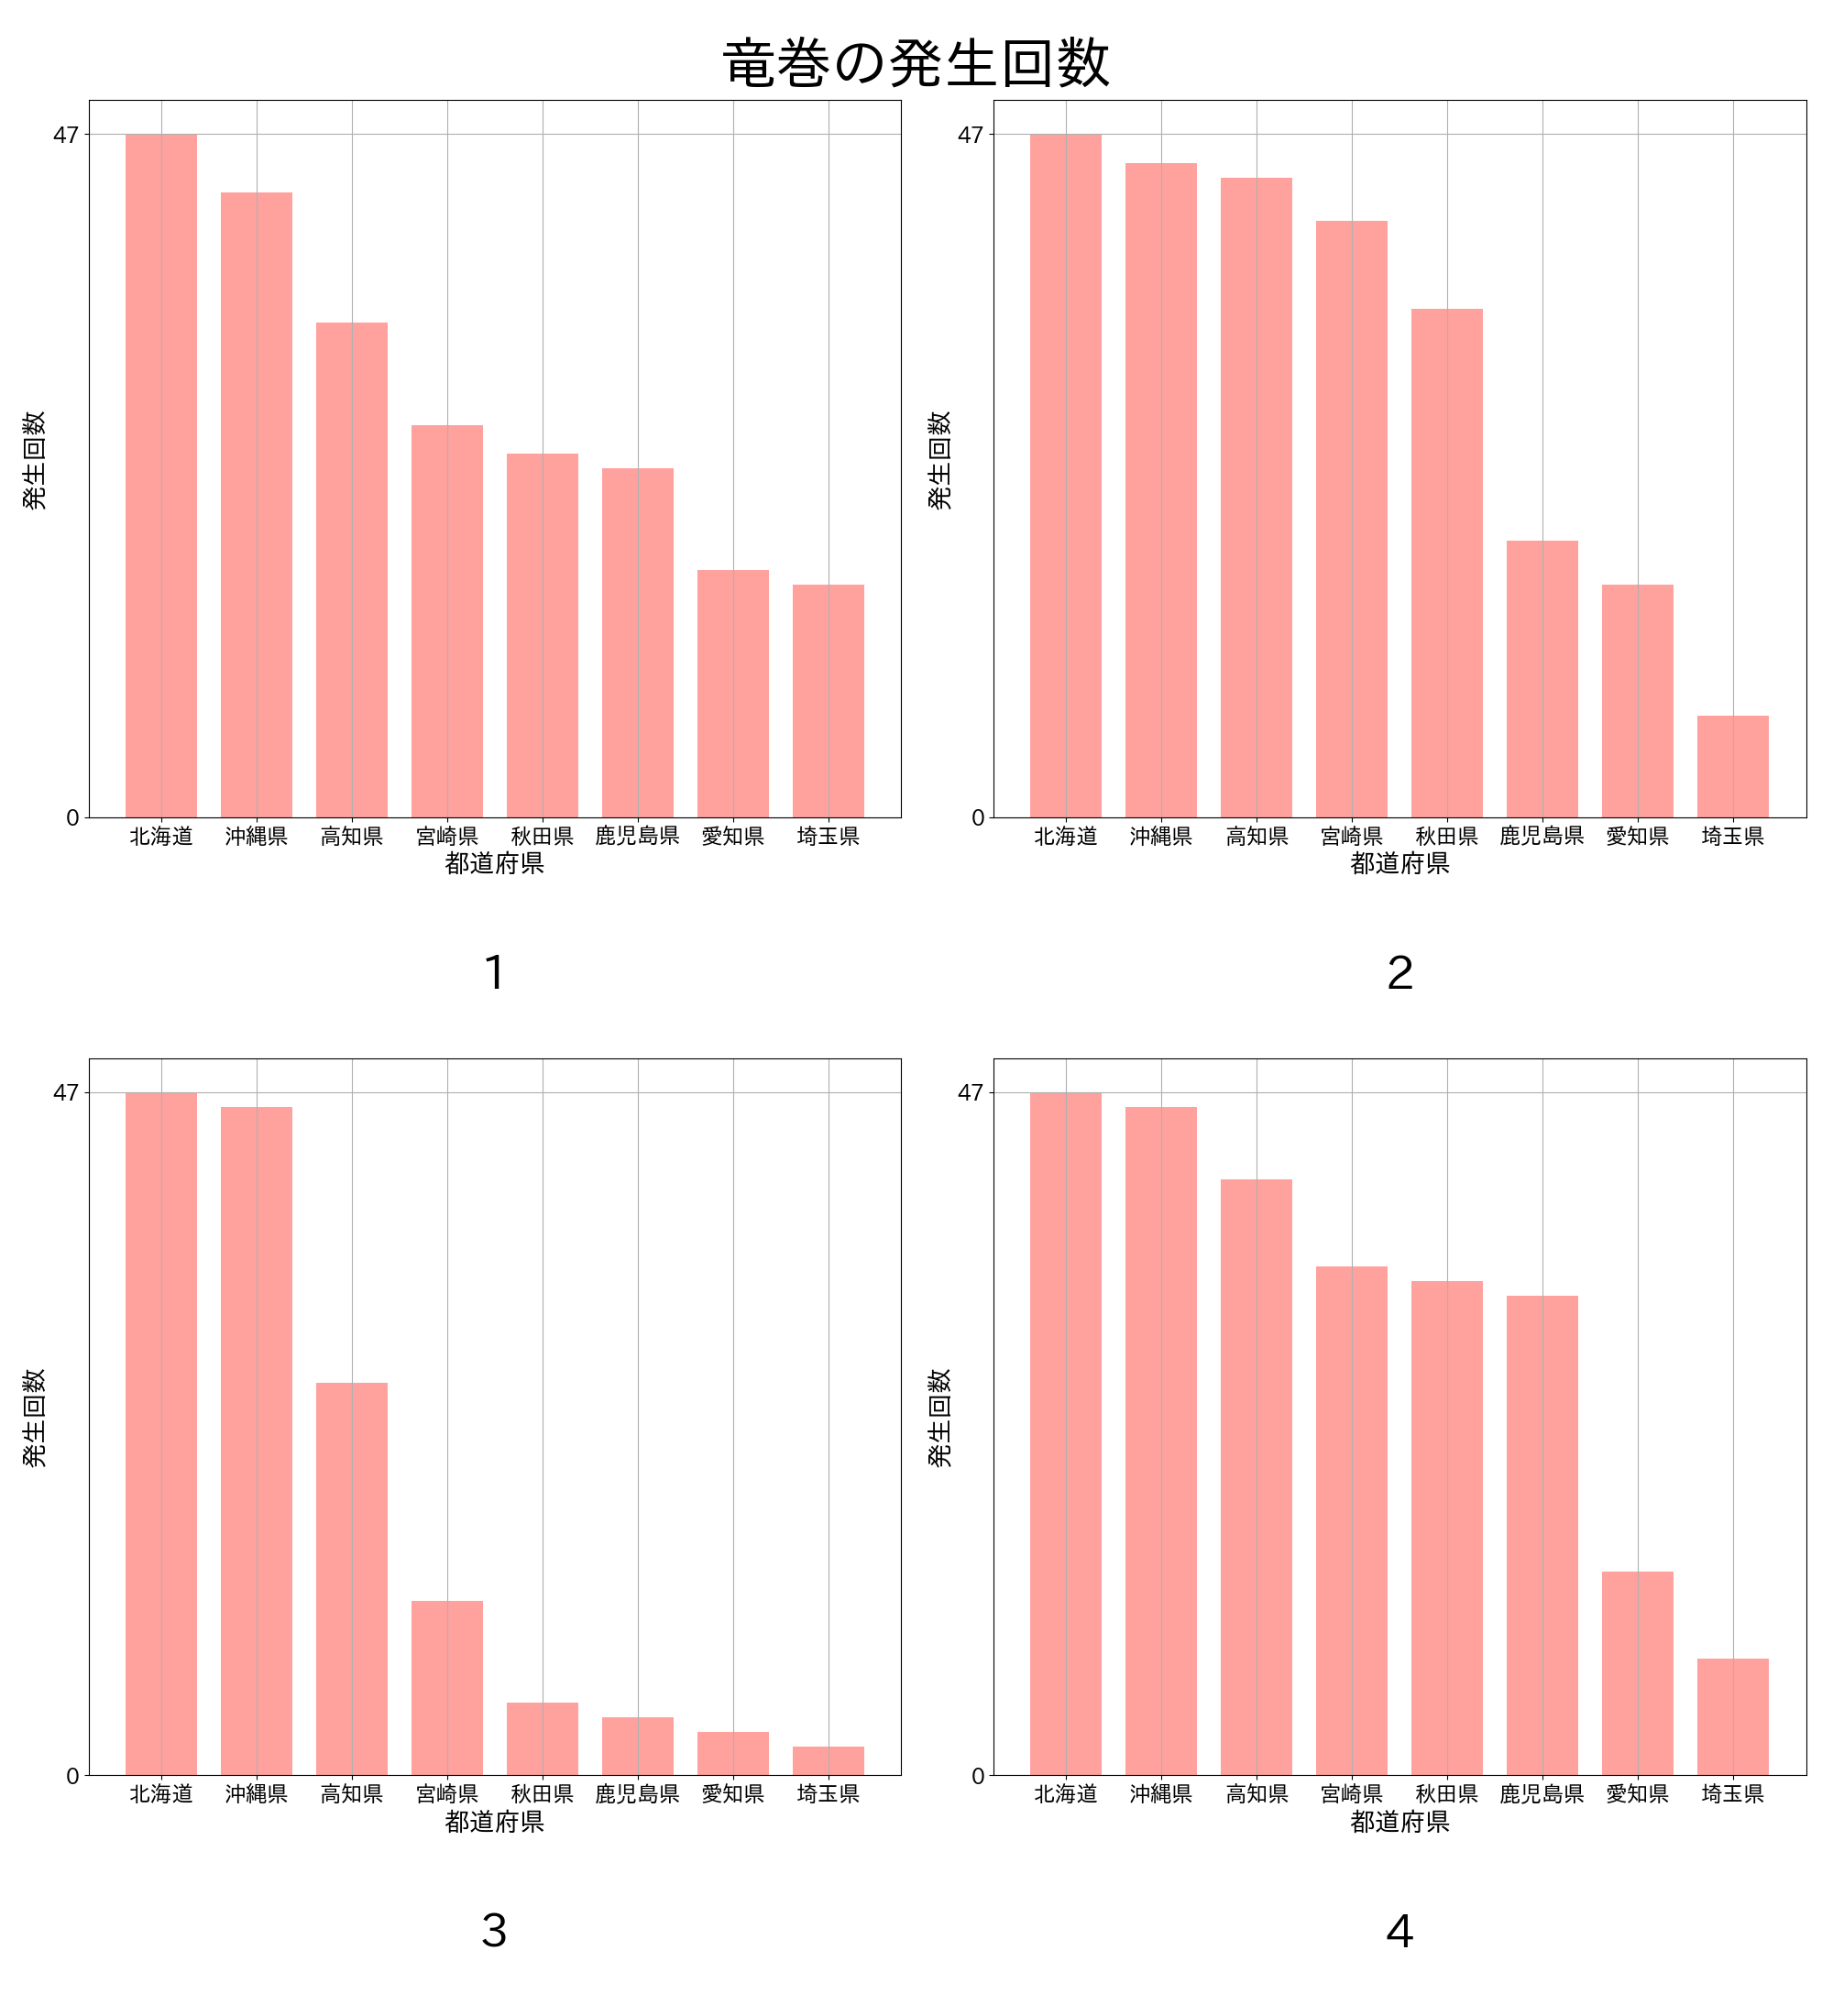 竜巻の発生回数
47
0
発生回数
北海道 沖縄県 高知県 宮崎県 秋田県 鹿児島県 愛知県 埼玉県
都道府県
1
47
0
発生回数
北海道 沖縄県 高知県 宮崎県 秋田県 鹿児島県 愛知県 埼玉県
都道府県
2
47
0
発生回数
北海道 沖縄県 高知県 宮崎県 秋田県 鹿児島県 愛知県 埼玉県
都道府県
3
47
0
発生回数
北海道 沖縄県 高知県 宮崎県 秋田県 鹿児島県 愛知県 埼玉県
都道府県
4